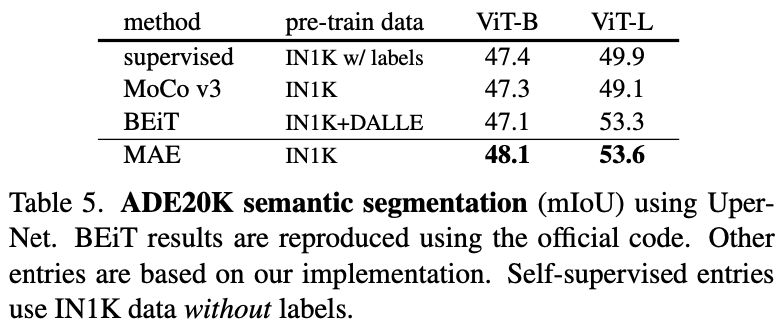 method pre-train data ViT-B ViT-L
supervised IN1K w/ labels 47.4 49.9
MoCo v3 IN1K 47.3 49.1
BEiT IN1K+DALLE 47.1 53.3
MAE IN1K 48.1 53.6
Table 5. ADE20K semantic segmentation (mIoU) using Uper-
Net. BEiT results are reproduced using the official code. Other
entries are based on our implementation. Self-supervised entries
use IN1K data without labels.